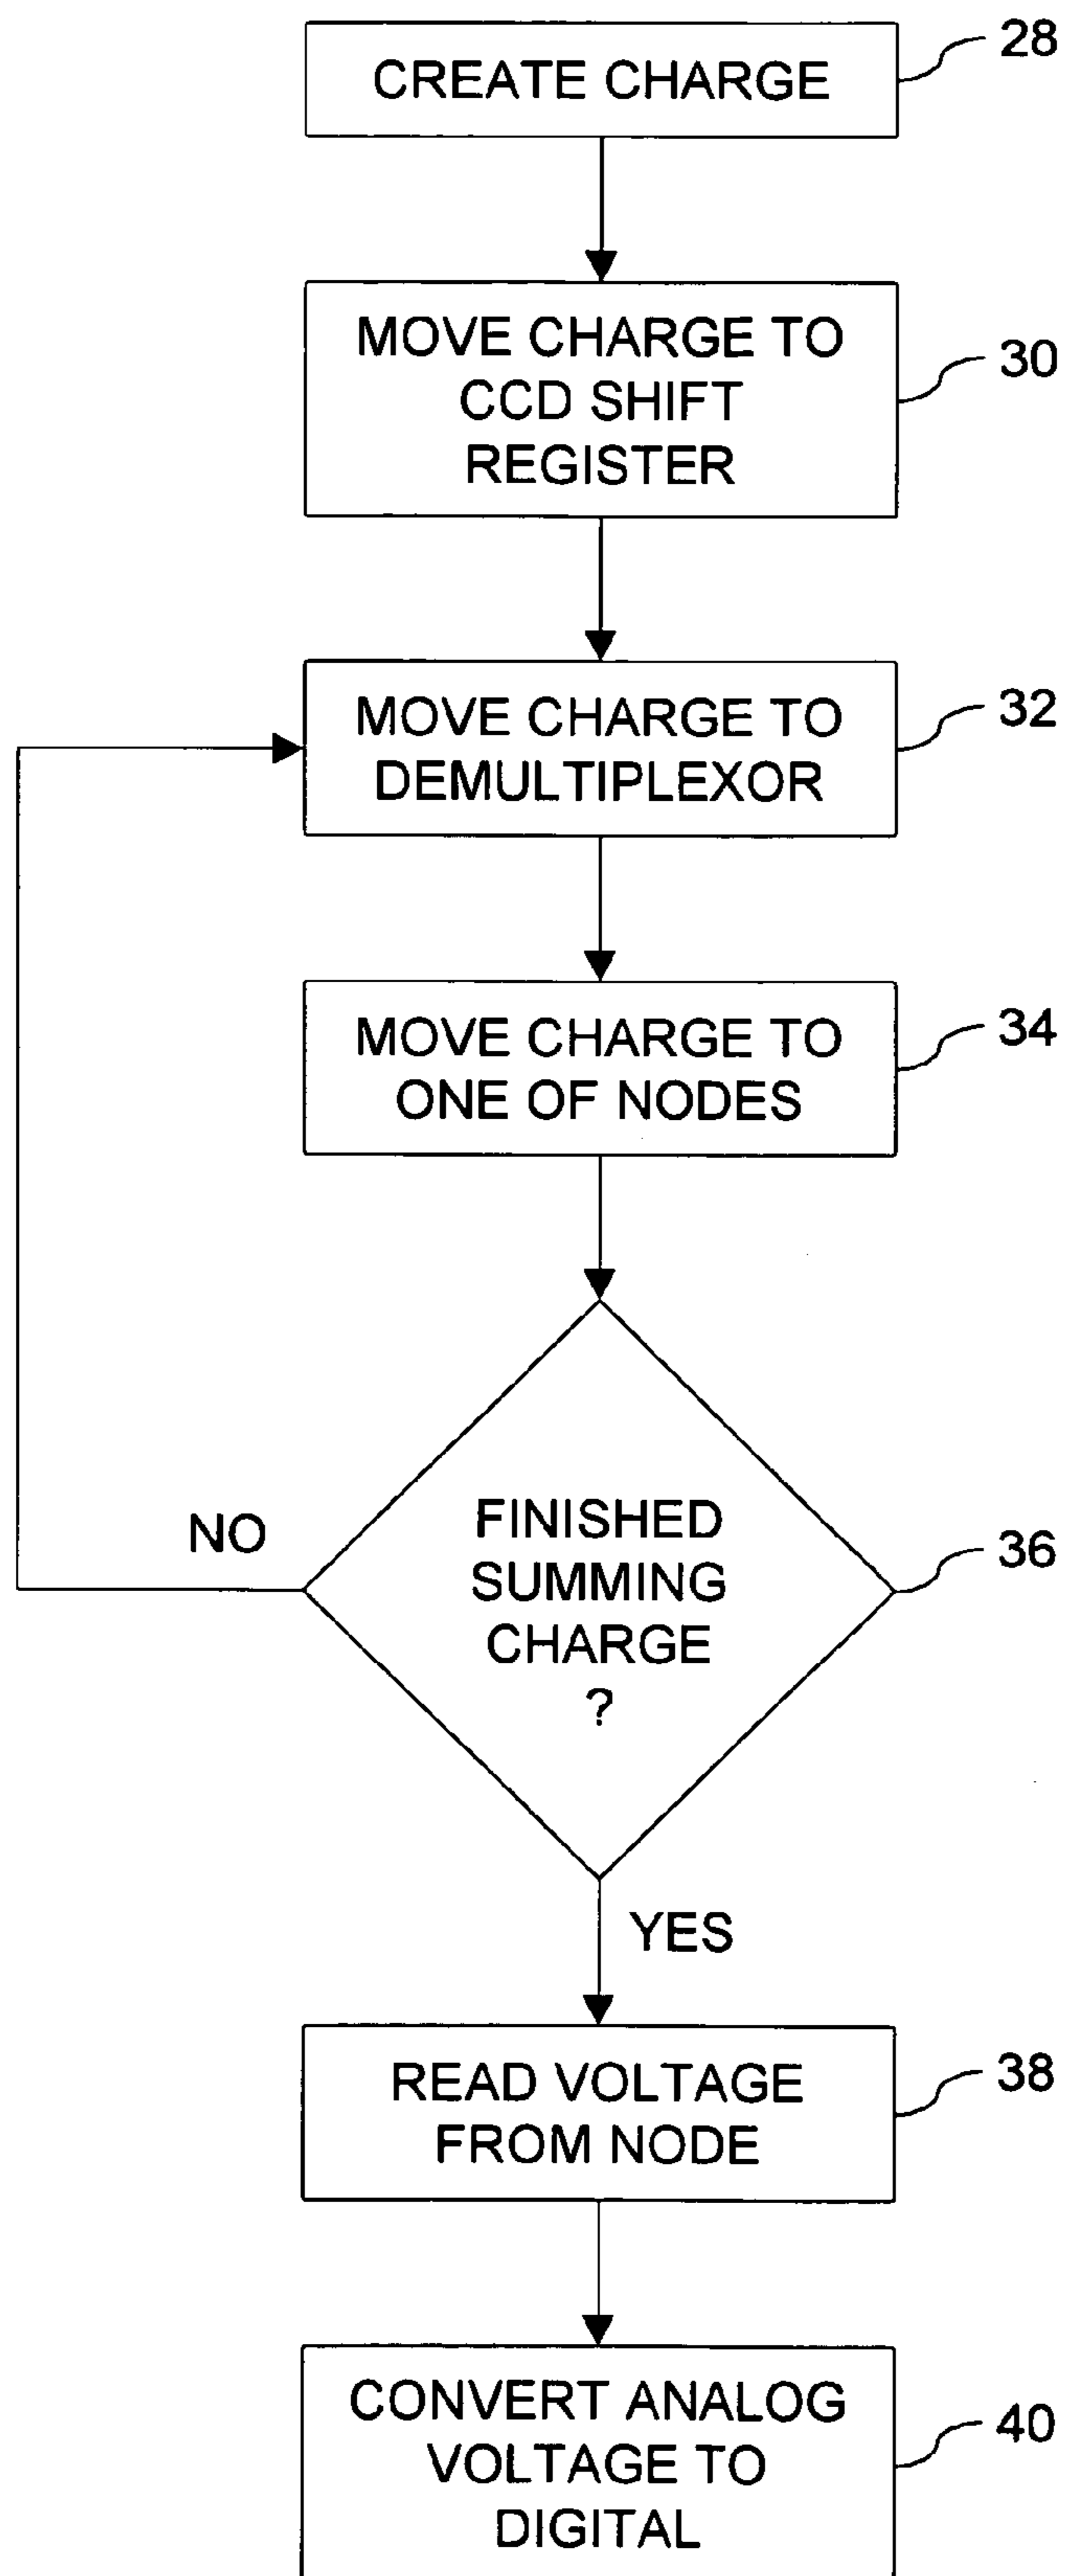 CREATE CHARGE
28
MOVE CHARGE TO
CCD SHIFT
REGISTER
30
MOVE CHARGE TO
DEMULTIPLEXOR
32
MOVE CHARGE TO
ONE OF NODES
34
NO
FINISHED
SUMMING
CHARGE
?
36
YES
READ VOLTAGE
FROM NODE
38
CONVERT ANALOG
VOLTAGE TO
DIGITAL
40